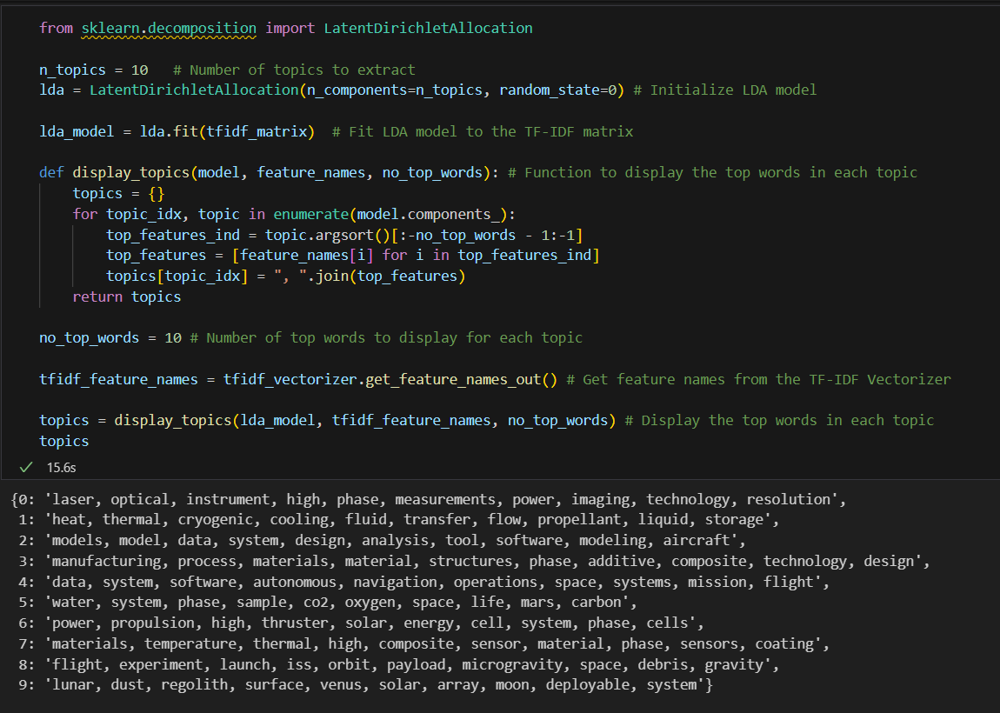 from sklearn.decomposition import LatentDirichletAllocation
n_topics = 10   # Number of topics to extract
lda = LatentDirichletAllocation(n_components=n_topics, random_state=0) # Initialize LDA model
lda_model = lda.fit(tfidf_matrix)  # Fit LDA model to the TF-IDF matrix
def display_topics(model, feature_names, no_top_words): # Function to display the top words in each topic
    topics = {}
    for topic_idx, topic in enumerate(model.components_):
        top_features_ind = topic.argsort()[:-no_top_words - 1:-1]
        top_features = [feature_names[i] for i in top_features_ind]
        topics[topic_idx] = ", ".join(top_features)
    return topics
no_top_words = 10 # Number of top words to display for each topic
tfidf_feature_names = tfidf_vectorizer.get_feature_names_out() # Get feature names from the TF-IDF Vectorizer
topics = display_topics(lda_model, tfidf_feature_names, no_top_words) # Display the top words in each topic
topics
✓ 15.6s
{0: 'laser, optical, instrument, high, phase, measurements, power, imaging, technology, resolution',
 1: 'heat, thermal, cryogenic, cooling, fluid, transfer, flow, propellant, liquid, storage',
 2: 'models, model, data, system, design, analysis, tool, software, modeling, aircraft',
 3: 'manufacturing, process, materials, material, structures, phase, additive, composite, technology, design',
 4: 'data, system, software, autonomous, navigation, operations, space, systems, mission, flight',
 5: 'water, system, phase, sample, co2, oxygen, space, life, mars, carbon',
 6: 'power, propulsion, high, thruster, solar, energy, cell, system, phase, cells',
 7: 'materials, temperature, thermal, high, composite, sensor, material, phase, sensors, coating',
 8: 'flight, experiment, launch, iss, orbit, payload, microgravity, space, debris, gravity',
 9: 'lunar, dust, regolith, surface, venus, solar, array, moon, deployable, system'}